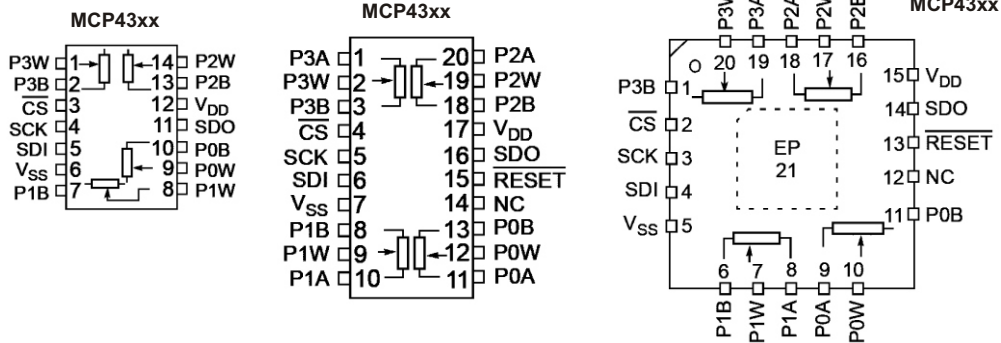 MCP43xx
P3W 1 14 P2W
P3B 2 13 P2B
CS 3 12 VDD
SCK 4 11 SDO
SDI 5 10 P0B
VSS 6 9 P0W
P1B 7 8 P1W
MCP43xx
P3A 1 20 P2A
P3W 2 19 P2W
P3B 3 18 P2B
CS 4 17 VDD
SCK 5 16 SDO
SDI 6 15 RESET
VSS 7 14 NC
P1B 8 13 P0B
P1W 9 12 P0W
P1A 10 11 P0A
MCP43xx
P3W P3A P2A P2W P2B
20 19 18 17 16
P3B 1 15 VDD
CS 2 14 SDO
SCK 3 13 RESET
SDI 4 12 NC
VSS 5 11 P0B
EP
21
6 7 8 9 10
P1B P1W P1A P0A P0W